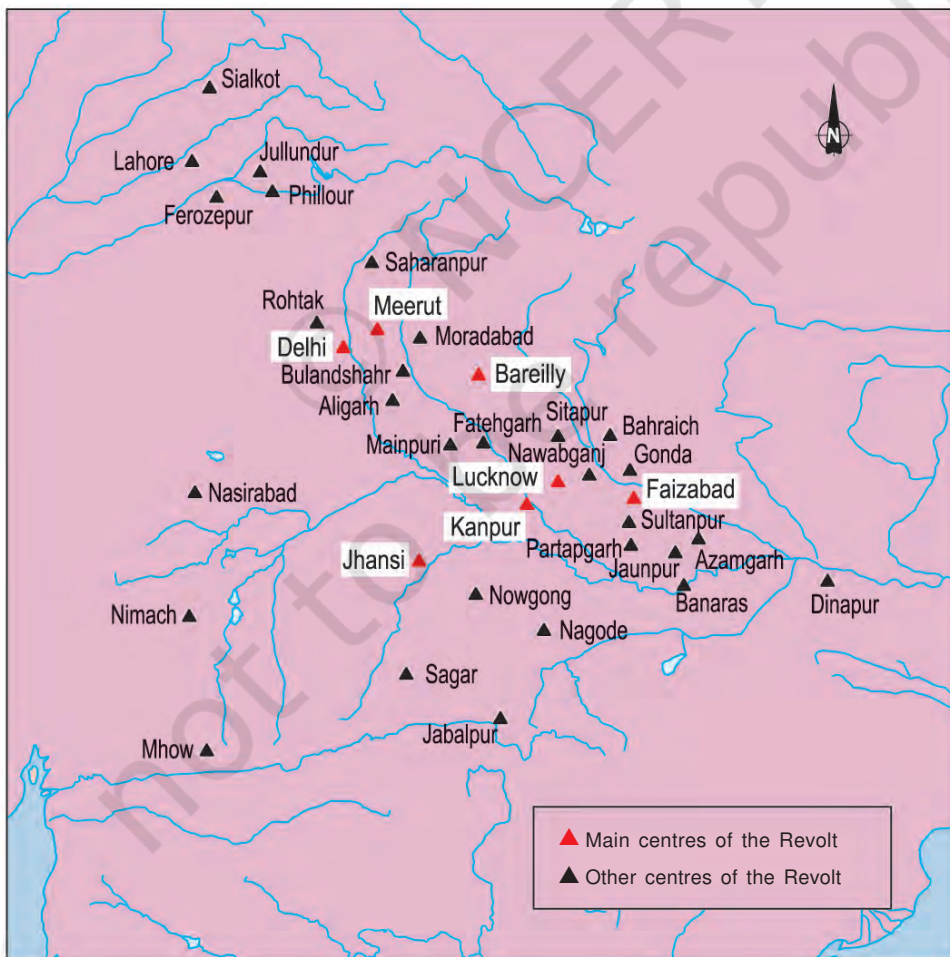 © NCERT
not to be republ
N
Sialkot
Lahore
Jullundur
Phillour
Ferozepur
Saharanpur
Rohtak
Meerut
Delhi
Moradabad
Bulandshahr
Bareilly
Aligarh
Fatehgarh
Sitapur
Bahraich
Mainpuri
Nawabganj
Gonda
Lucknow
Faizabad
Nasirabad
Kanpur
Sultanpur
Partapgarh
Azamgarh
Jhansi
Jaunpur
Banaras
Dinapur
Nowgong
Nimach
Nagode
Sagar
Jabalpur
Mhow
Main centres of the Revolt
Other centres of the Revolt